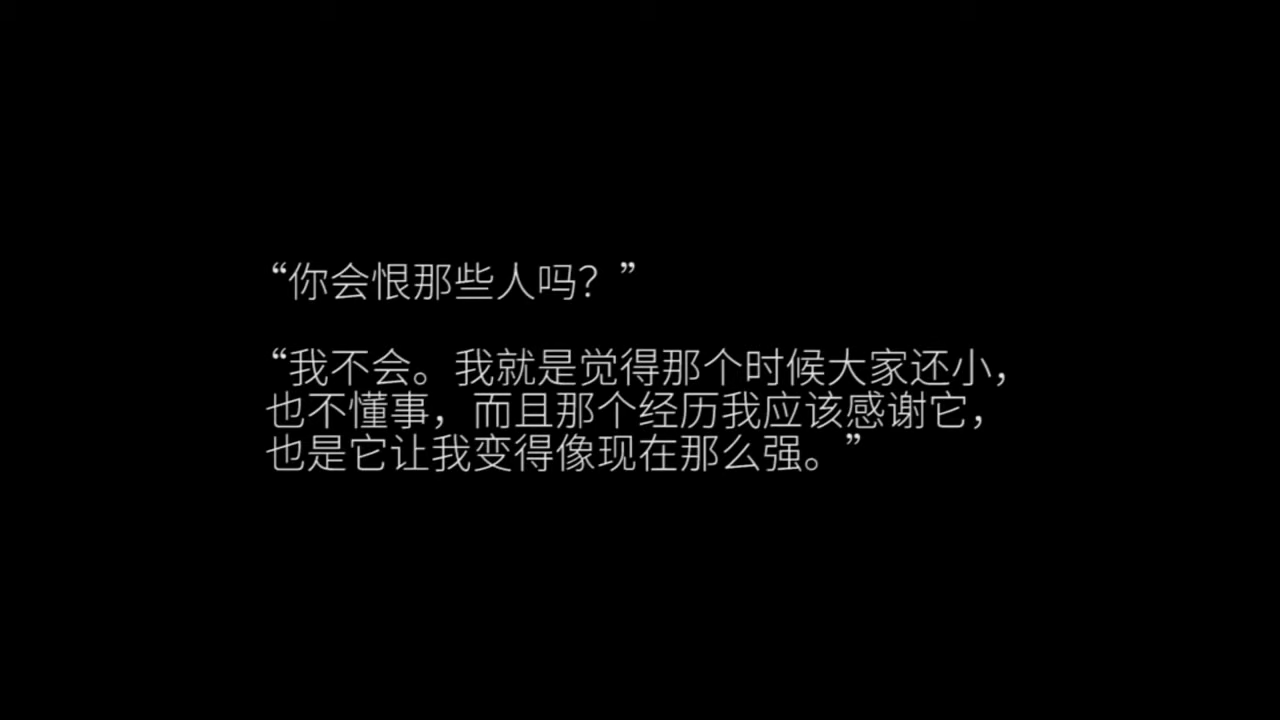 “你会恨那些人吗？”
“我不会。我就是觉得那个时候大家还小，
也不懂事，而且那个经历我应该感谢它，
也是它让我变得像现在那么强。”